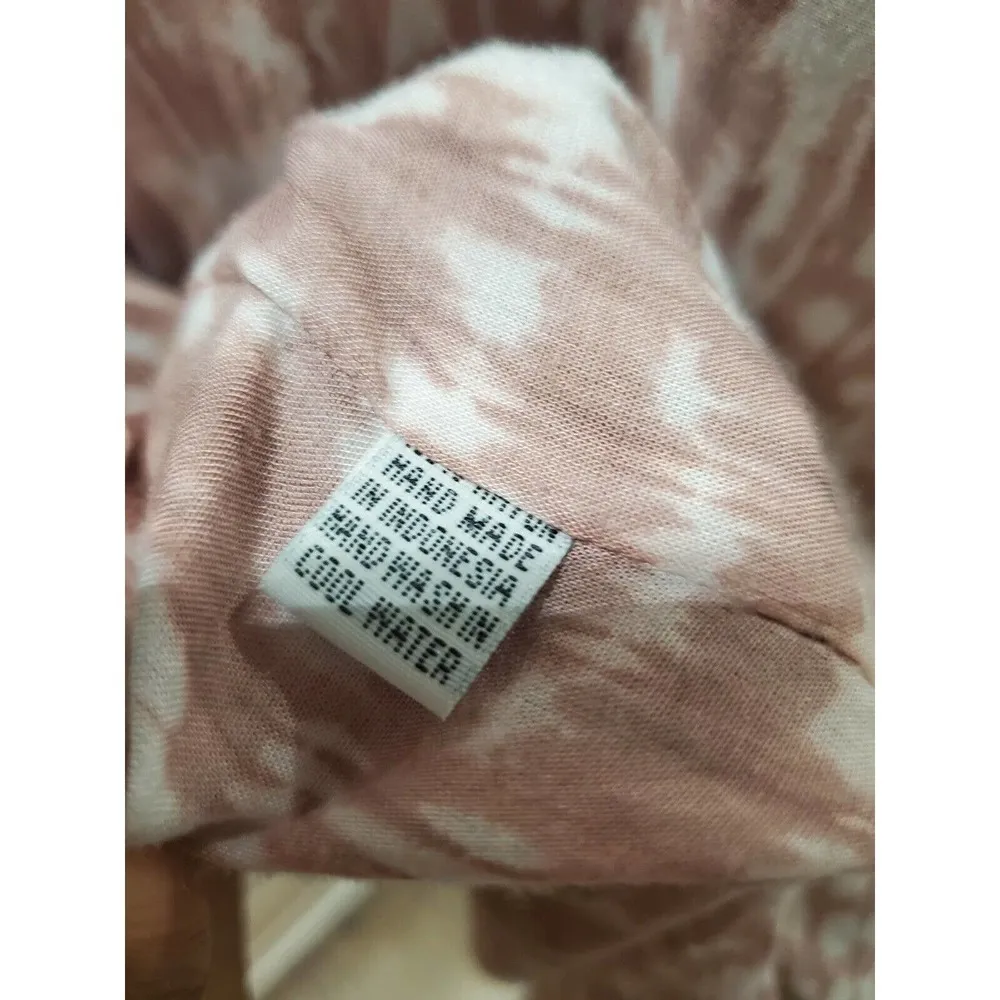 HAND MADE
IN INDONESIA
HAND WASH IN
COOL WATER